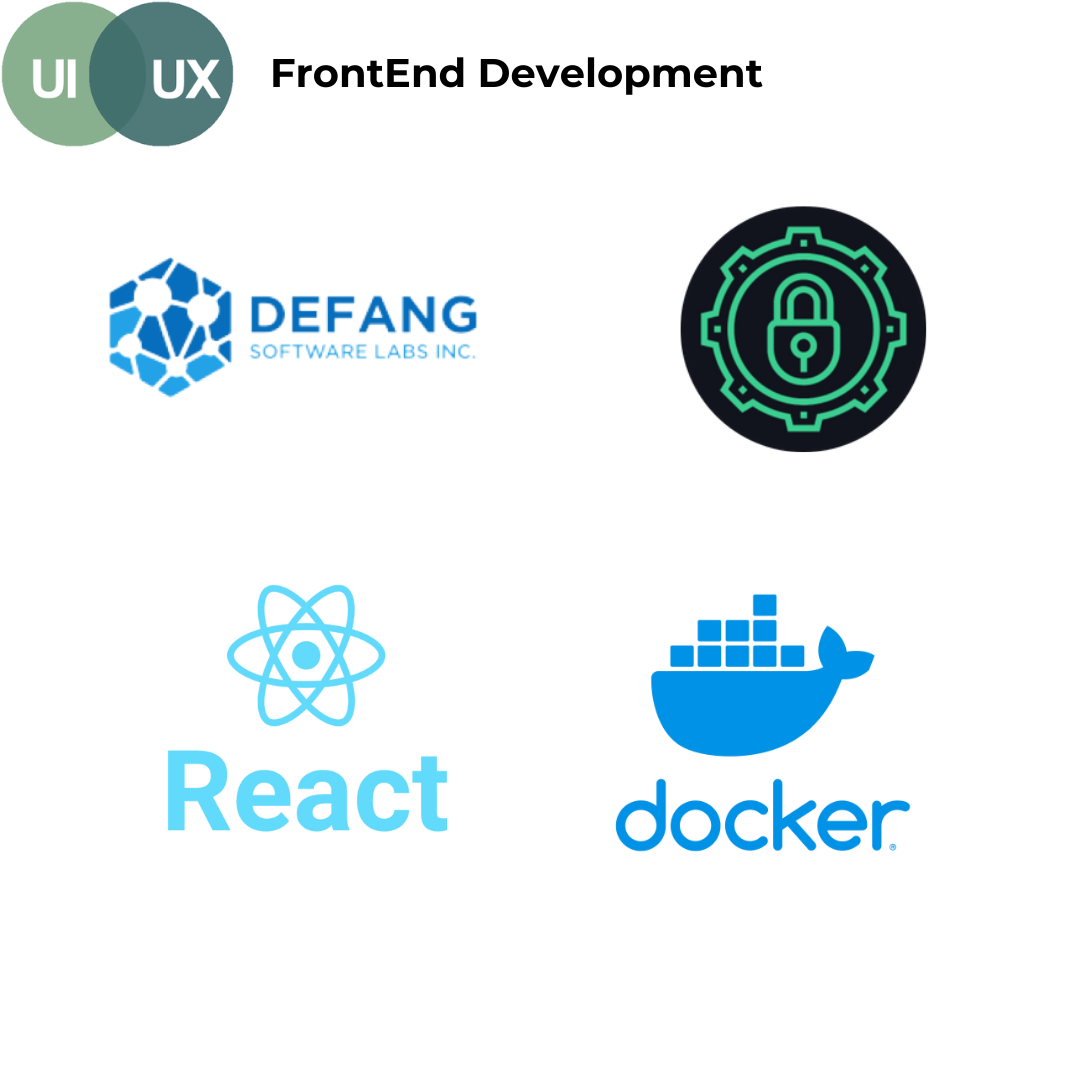 UI UX
FrontEnd Development
DEFANG
SOFTWARE LABS INC.
React
docker®